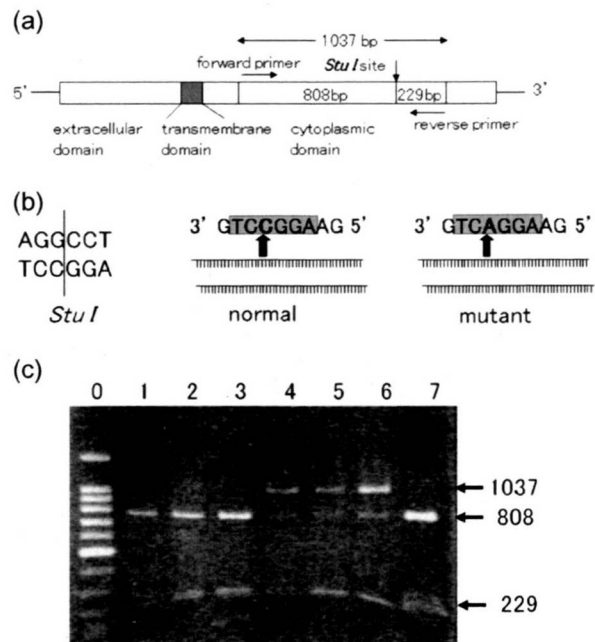 (a)
1037 bp
forward primer
Stu I site
5'
808bp
229bp
3'
reverse primer
extracellular domain
transmembrane domain
cytoplasmic domain
(b)
AGGCCT
TCCGGA
Stu I
3' GTCCGGAAG 5'
normal
3' GTCAGGAAG 5'
mutant
(c)
0 1 2 3 4 5 6 7
1037
808
229